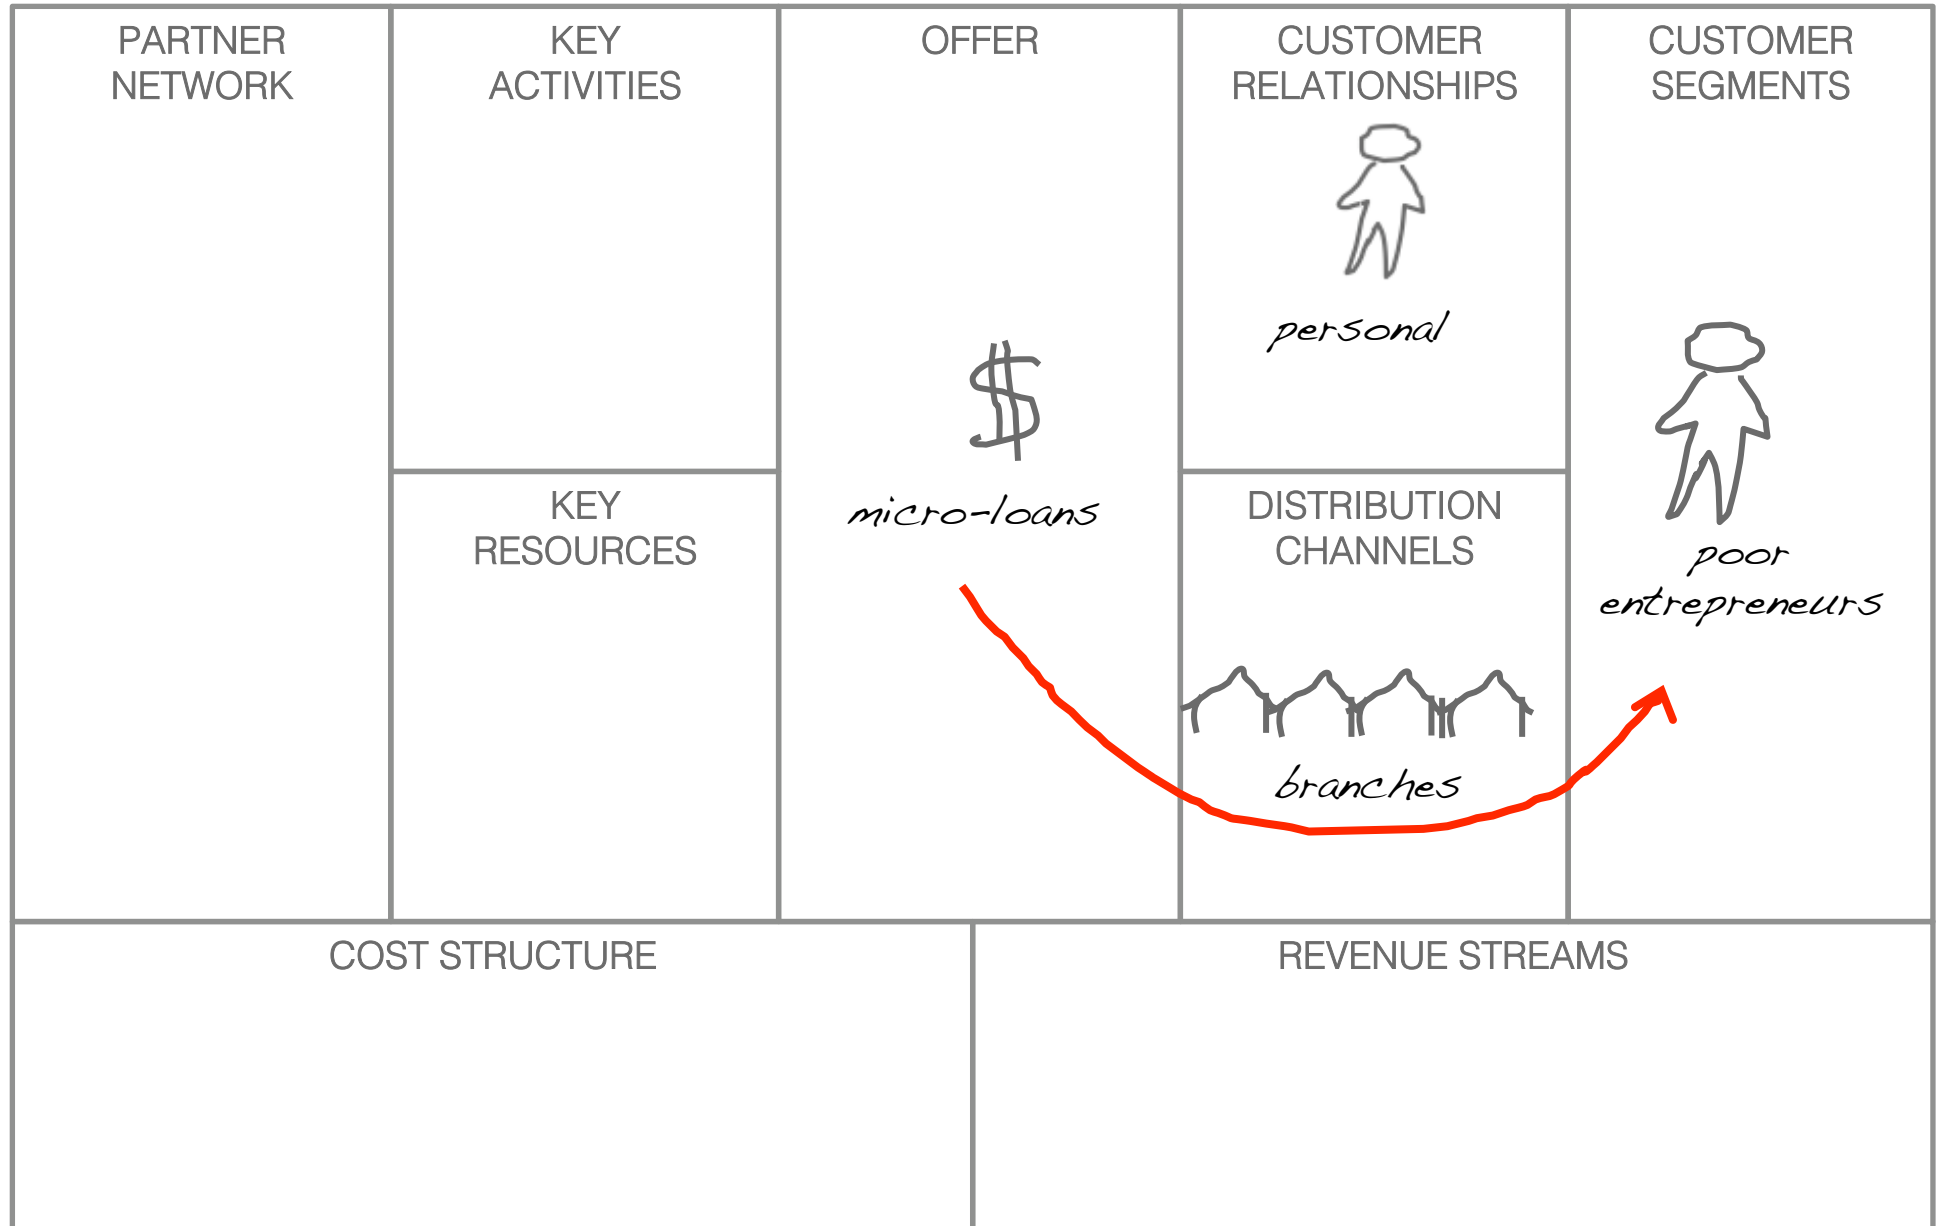 PARTNER
NETWORK
KEY
ACTIVITIES
KEY
RESOURCES
OFFER
micro-loans
CUSTOMER
RELATIONSHIPS
personal
DISTRIBUTION
CHANNELS
branches
CUSTOMER
SEGMENTS
poor
entrepreneurs
COST STRUCTURE
REVENUE STREAMS